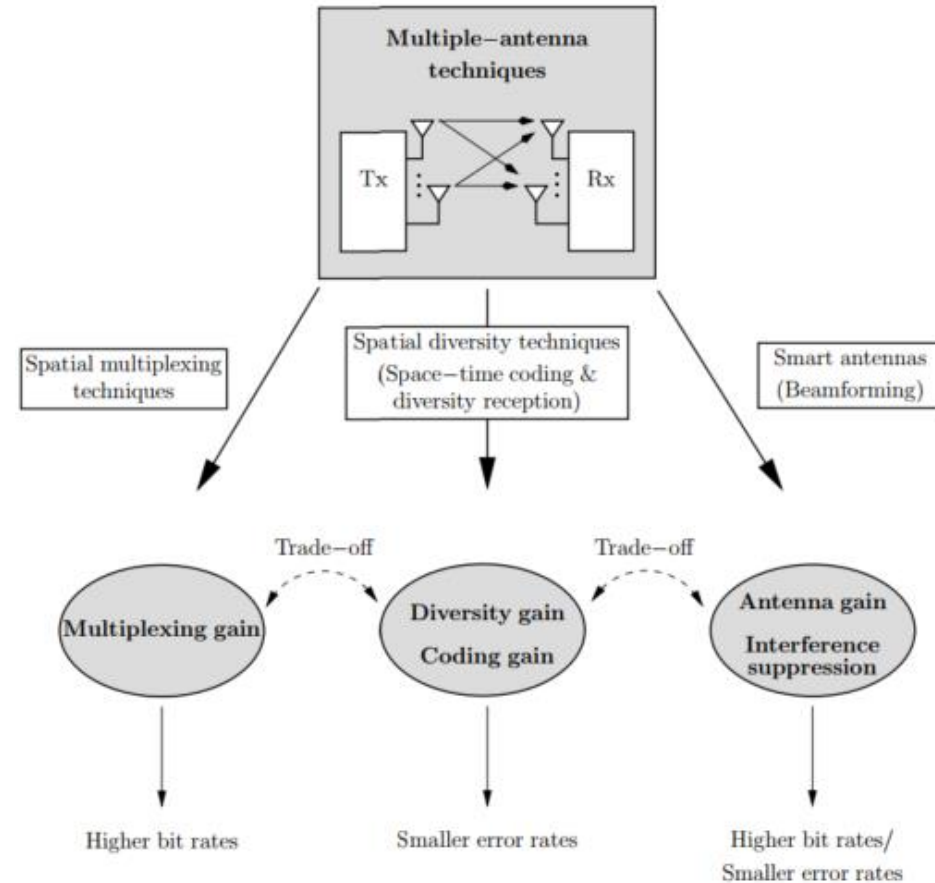 Multiple−antenna
techniques
Tx
Rx
Spatial multiplexing
techniques
Spatial diversity techniques
(Space−time coding &
diversity reception)
Smart antennas
(Beamforming)
Trade−off
Trade−off
Multiplexing gain
Diversity gain
Coding gain
Antenna gain
Interference
suppression
Higher bit rates
Smaller error rates
Higher bit rates/
Smaller error rates